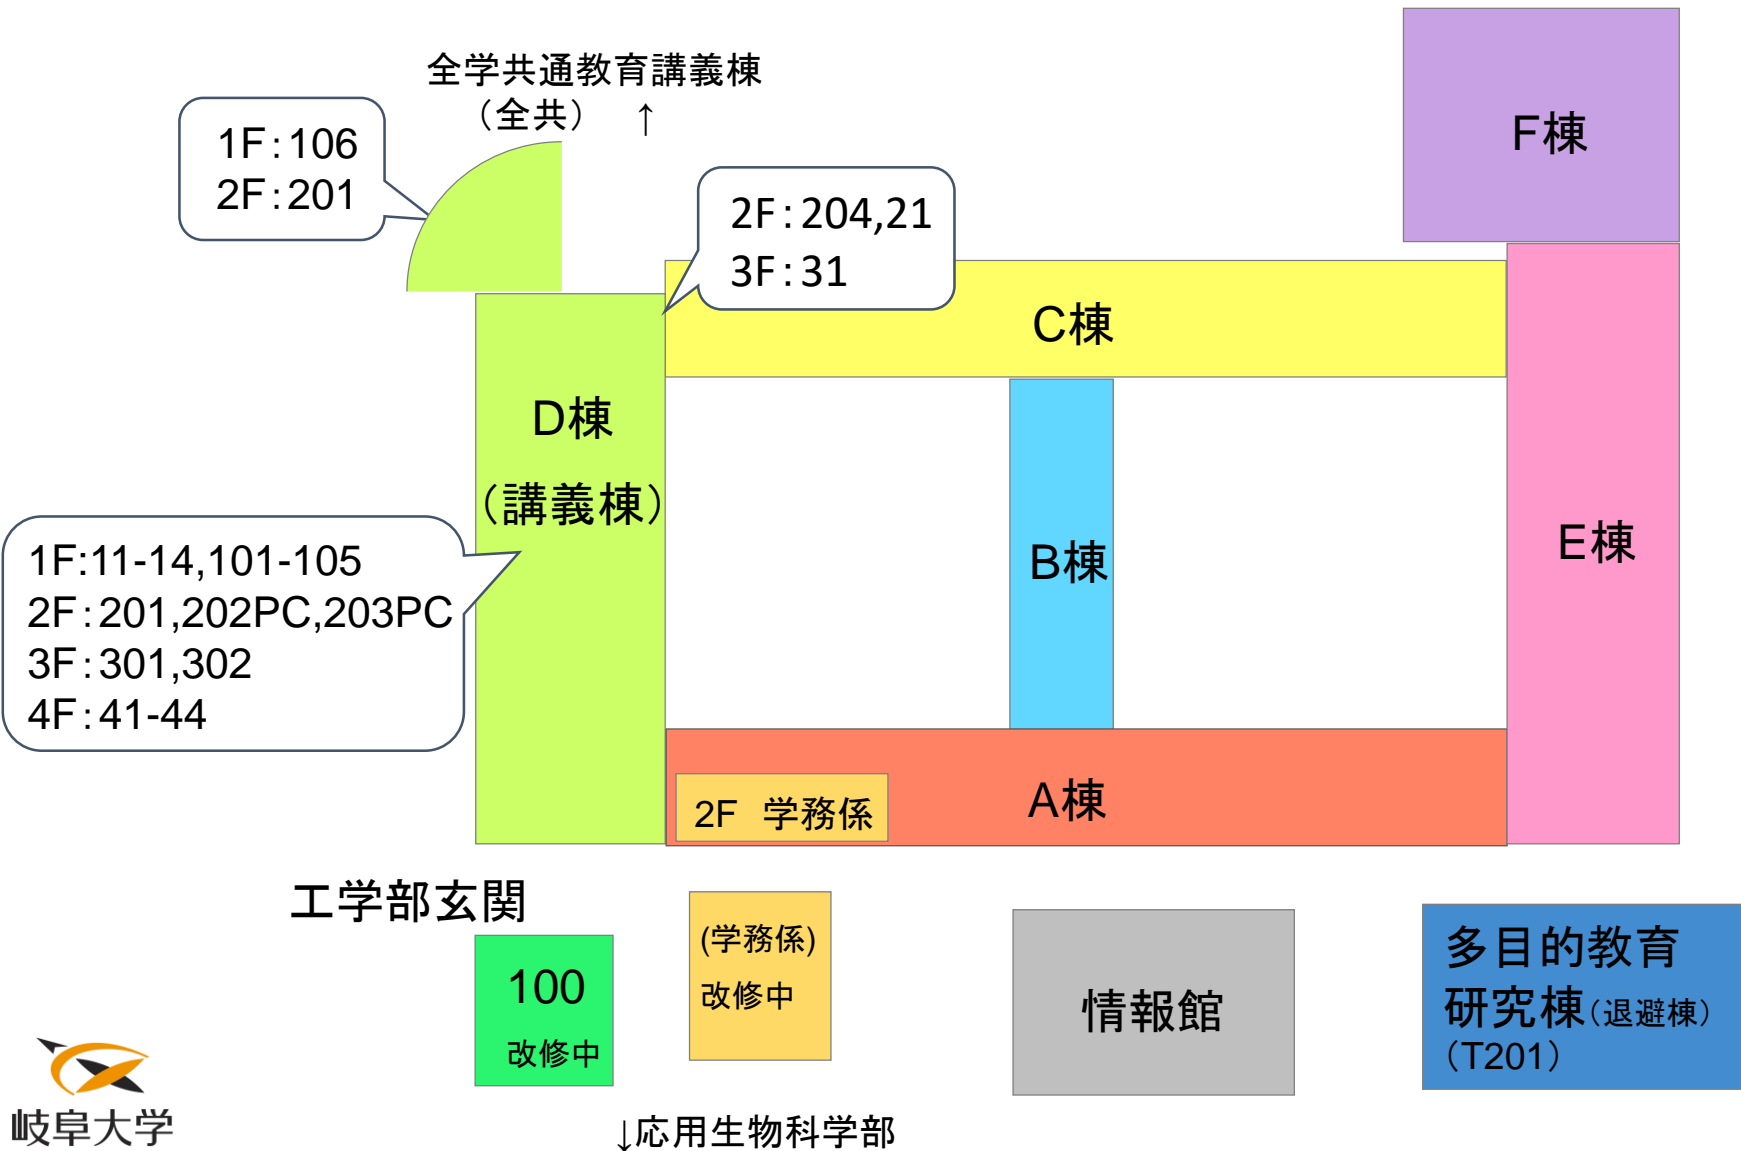 全学共通教育講義棟
（全共）　↑
1F：106
2F：201
2F：204,21
3F：31
F棟
C棟
D棟
（講義棟）
1F:11-14,101-105
2F：201,202PC,203PC
3F：301,302
4F：41-44
B棟
E棟
A棟
2F　学務係
工学部玄関
100
改修中
(学務係)
改修中
情報館
多目的教育
研究棟（退避棟）
（T201）
岐阜大学
↓応用生物科学部